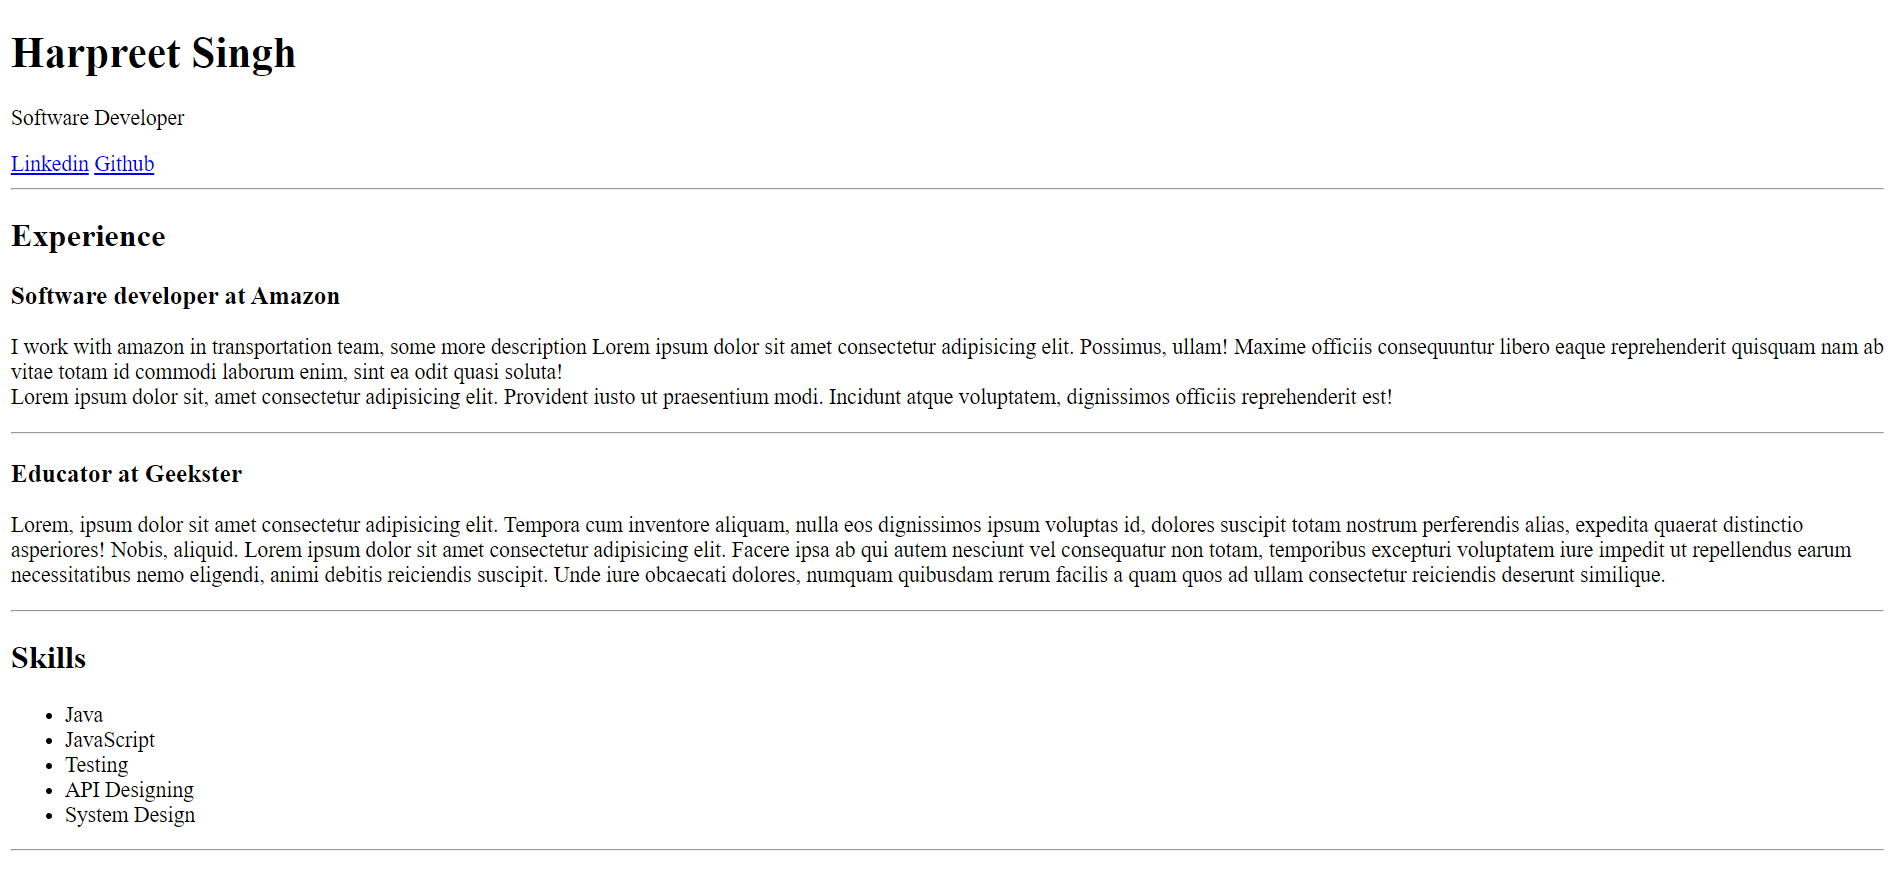 Harpreet Singh
Software Developer
Linkedin Github
Experience
Software developer at Amazon
I work with amazon in transportation team, some more description Lorem ipsum dolor sit amet consectetur adipisicing elit. Possimus, ullam! Maxime officiis consequuntur libero eaque reprehenderit quisquam nam ab
vitae totam id commodi laborum enim, sint ea odit quasi soluta!
Lorem ipsum dolor sit, amet consectetur adipisicing elit. Provident iusto ut praesentium modi. Incidunt atque voluptatem, dignissimos officiis reprehenderit est!
Educator at Geekster
Lorem, ipsum dolor sit amet consectetur adipisicing elit. Tempora cum inventore aliquam, nulla eos dignissimos ipsum voluptas id, dolores suscipit totam nostrum perferendis alias, expedita quaerat distinctio
asperiores! Nobis, aliquid. Lorem ipsum dolor sit amet consectetur adipisicing elit. Facere ipsa ab qui autem nesciunt vel consequatur non totam, temporibus excepturi voluptatem iure impedit ut repellendus earum
necessitatibus nemo eligendi, animi debitis reiciendis suscipit. Unde iure obcaecati dolores, numquam quibusdam rerum facilis a quam quos ad ullam consectetur reiciendis deserunt similique.
Skills
• Java
• JavaScript
• Testing
• API Designing
• System Design